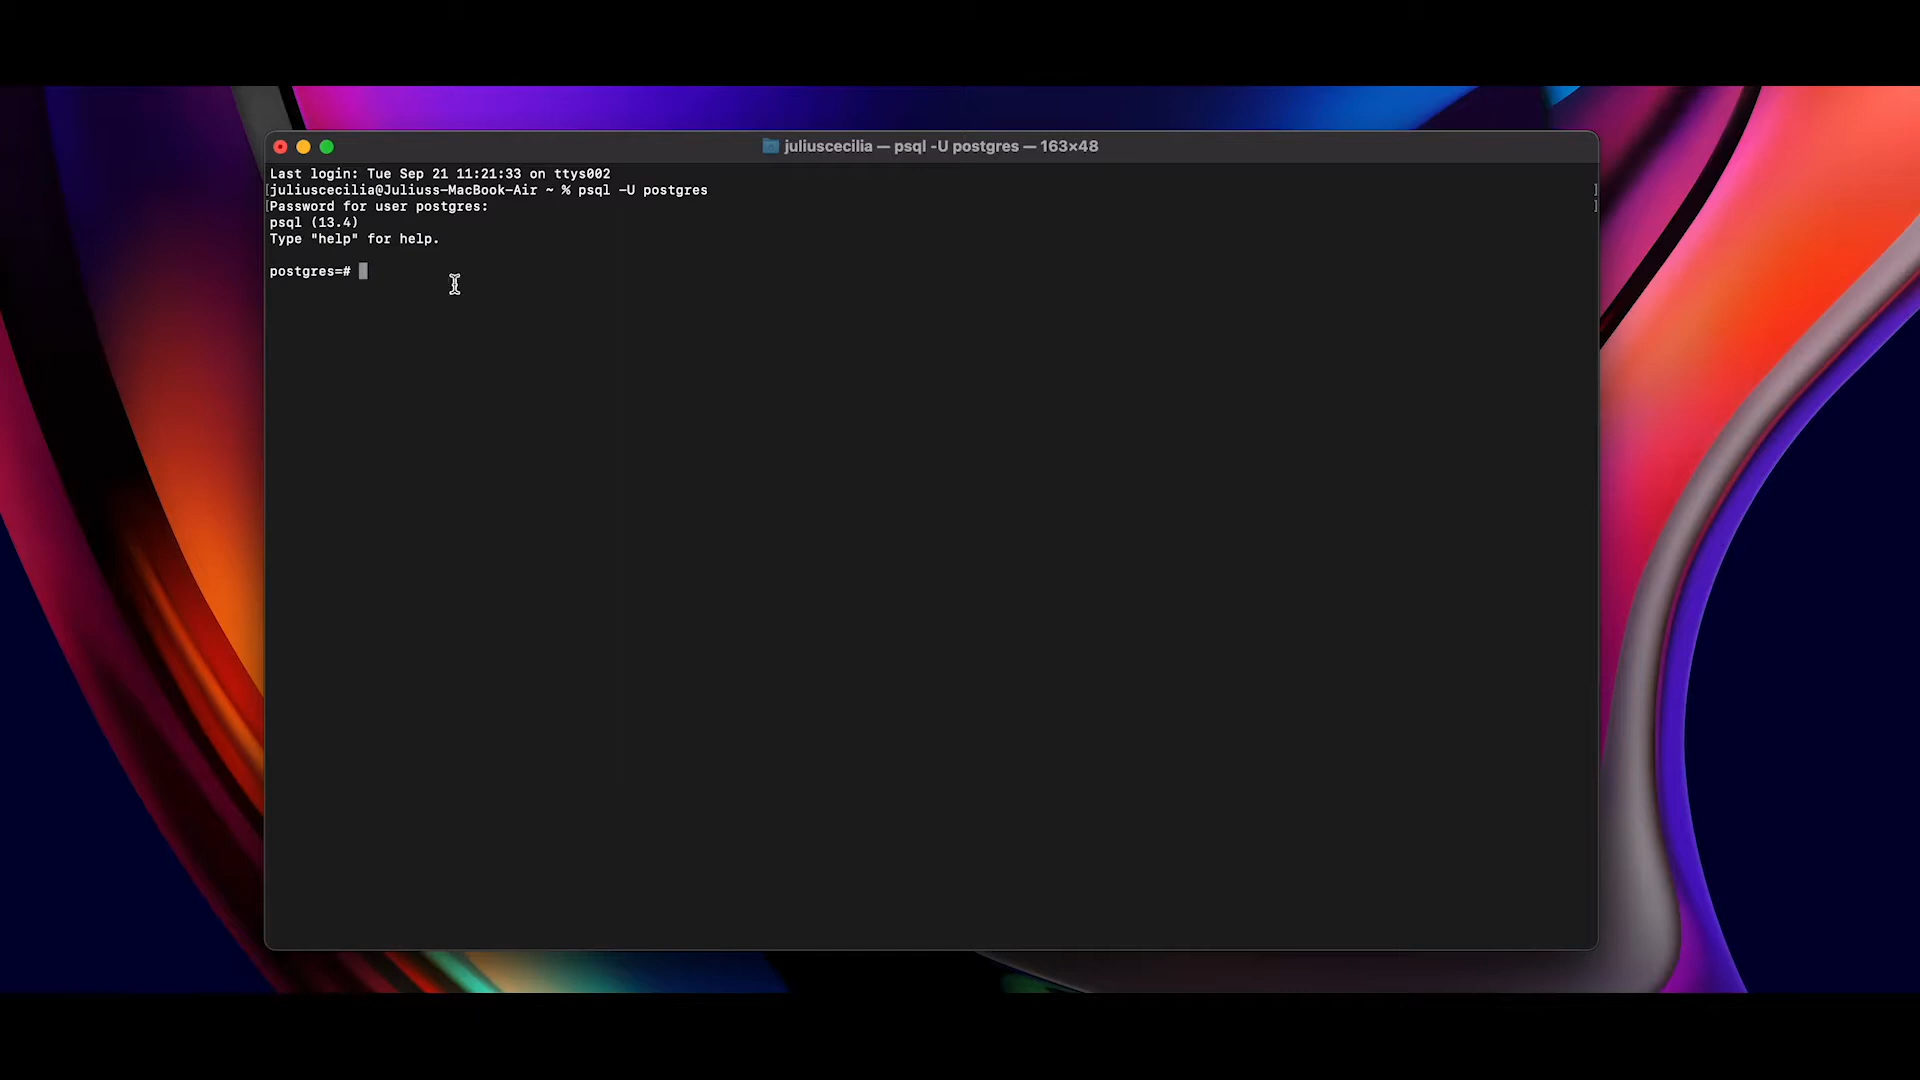 juliuscecilia — psql -U postgres — 163×48
Last login: Tue Sep 21 11:21:33 on ttys002
[juliuscecilia@Juliuss-MacBook-Air ~ % psql -U postgres ]
[Password for user postgres: ]
psql (13.4)
Type "help" for help.
postgres=#